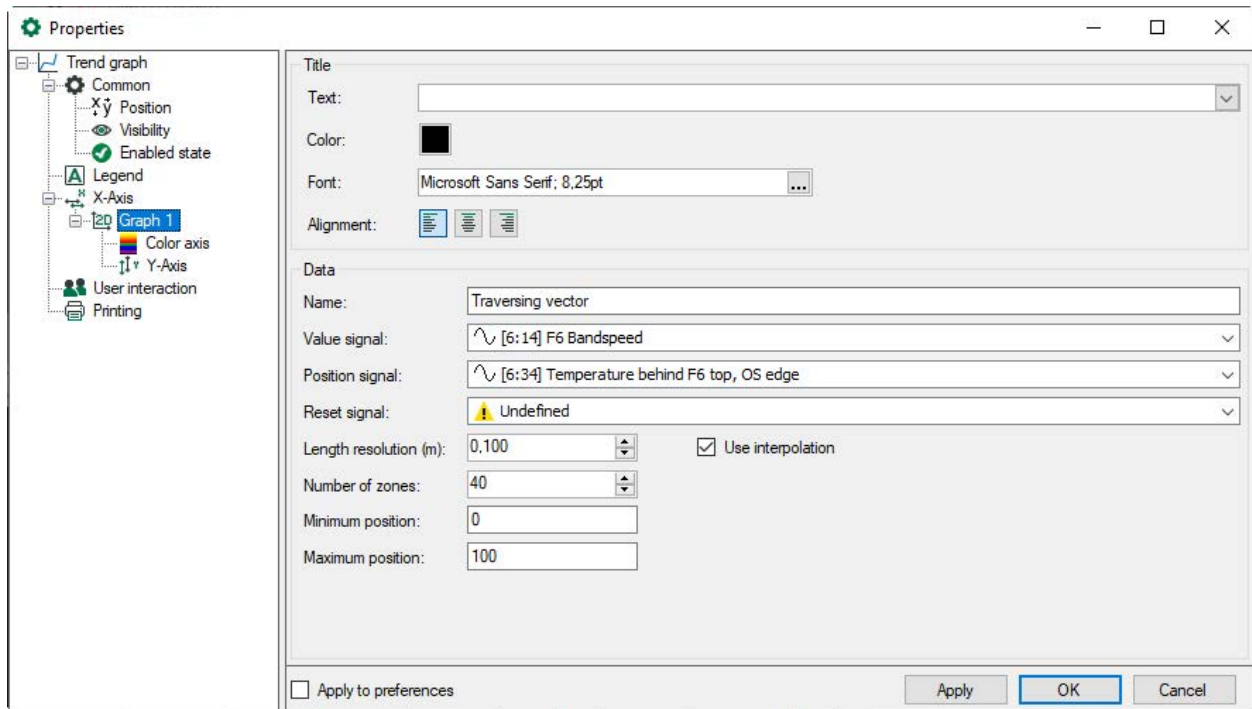 Properties
Trend graph
Common
Position
Visibility
Enabled state
Legend
X-Axis
Graph 1
Color axis
Y-Axis
User interaction
Printing
Title
Text:
Color:
Font: Microsoft Sans Serif; 8,25pt ...
Alignment:
Data
Name: Traversing vector
Value signal: [6:14] F6 Bandspeed
Position signal: [6:34] Temperature behind F6 top, OS edge
Reset signal: Undefined
Length resolution (m): 0,100 Use interpolation
Number of zones: 40
Minimum position: 0
Maximum position: 100
Apply to preferences Apply OK Cancel